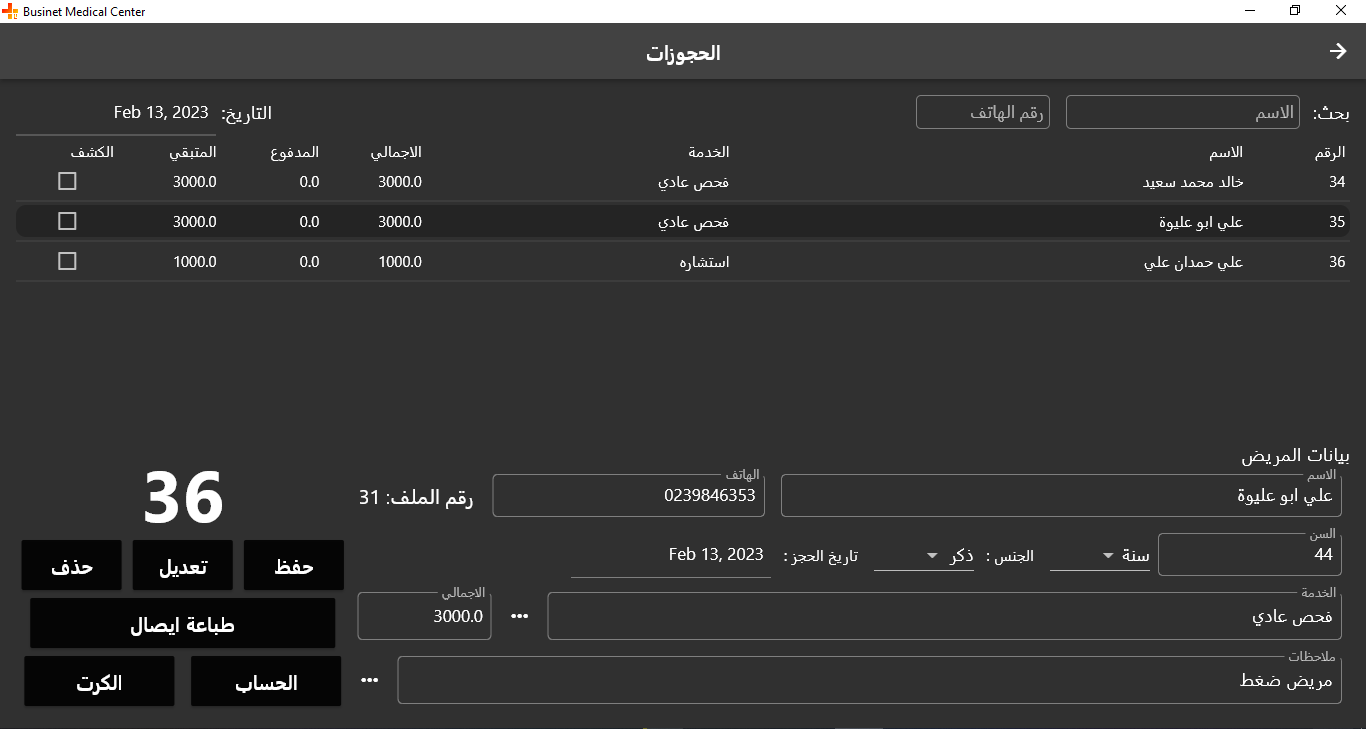 Businet Medical Center
الحجوزات
بحث: الاسم رقم الهاتف التاريخ: Feb 13, 2023
الرقم الاسم الخدمة الاجمالي المدفوع المتبقي الكشف
34 خالد محمد سعيد فحص عادي 3000.0 0.0 3000.0
35 علي ابو عليوة فحص عادي 3000.0 0.0 3000.0
36 علي حمدان علي استشاره 1000.0 0.0 1000.0
بيانات المريض
الاسم الهاتف
علي ابو عليوة 0239846353 رقم الملف: 31 36
السن
44 سنة الجنس : ذكر تاريخ الحجز : Feb 13, 2023
حفظ تعديل حذف
الخدمة الاجمالي
فحص عادي ••• 3000.0
طباعة ايصال
ملاحظات
مريض ضغط •••
الحساب الكرت